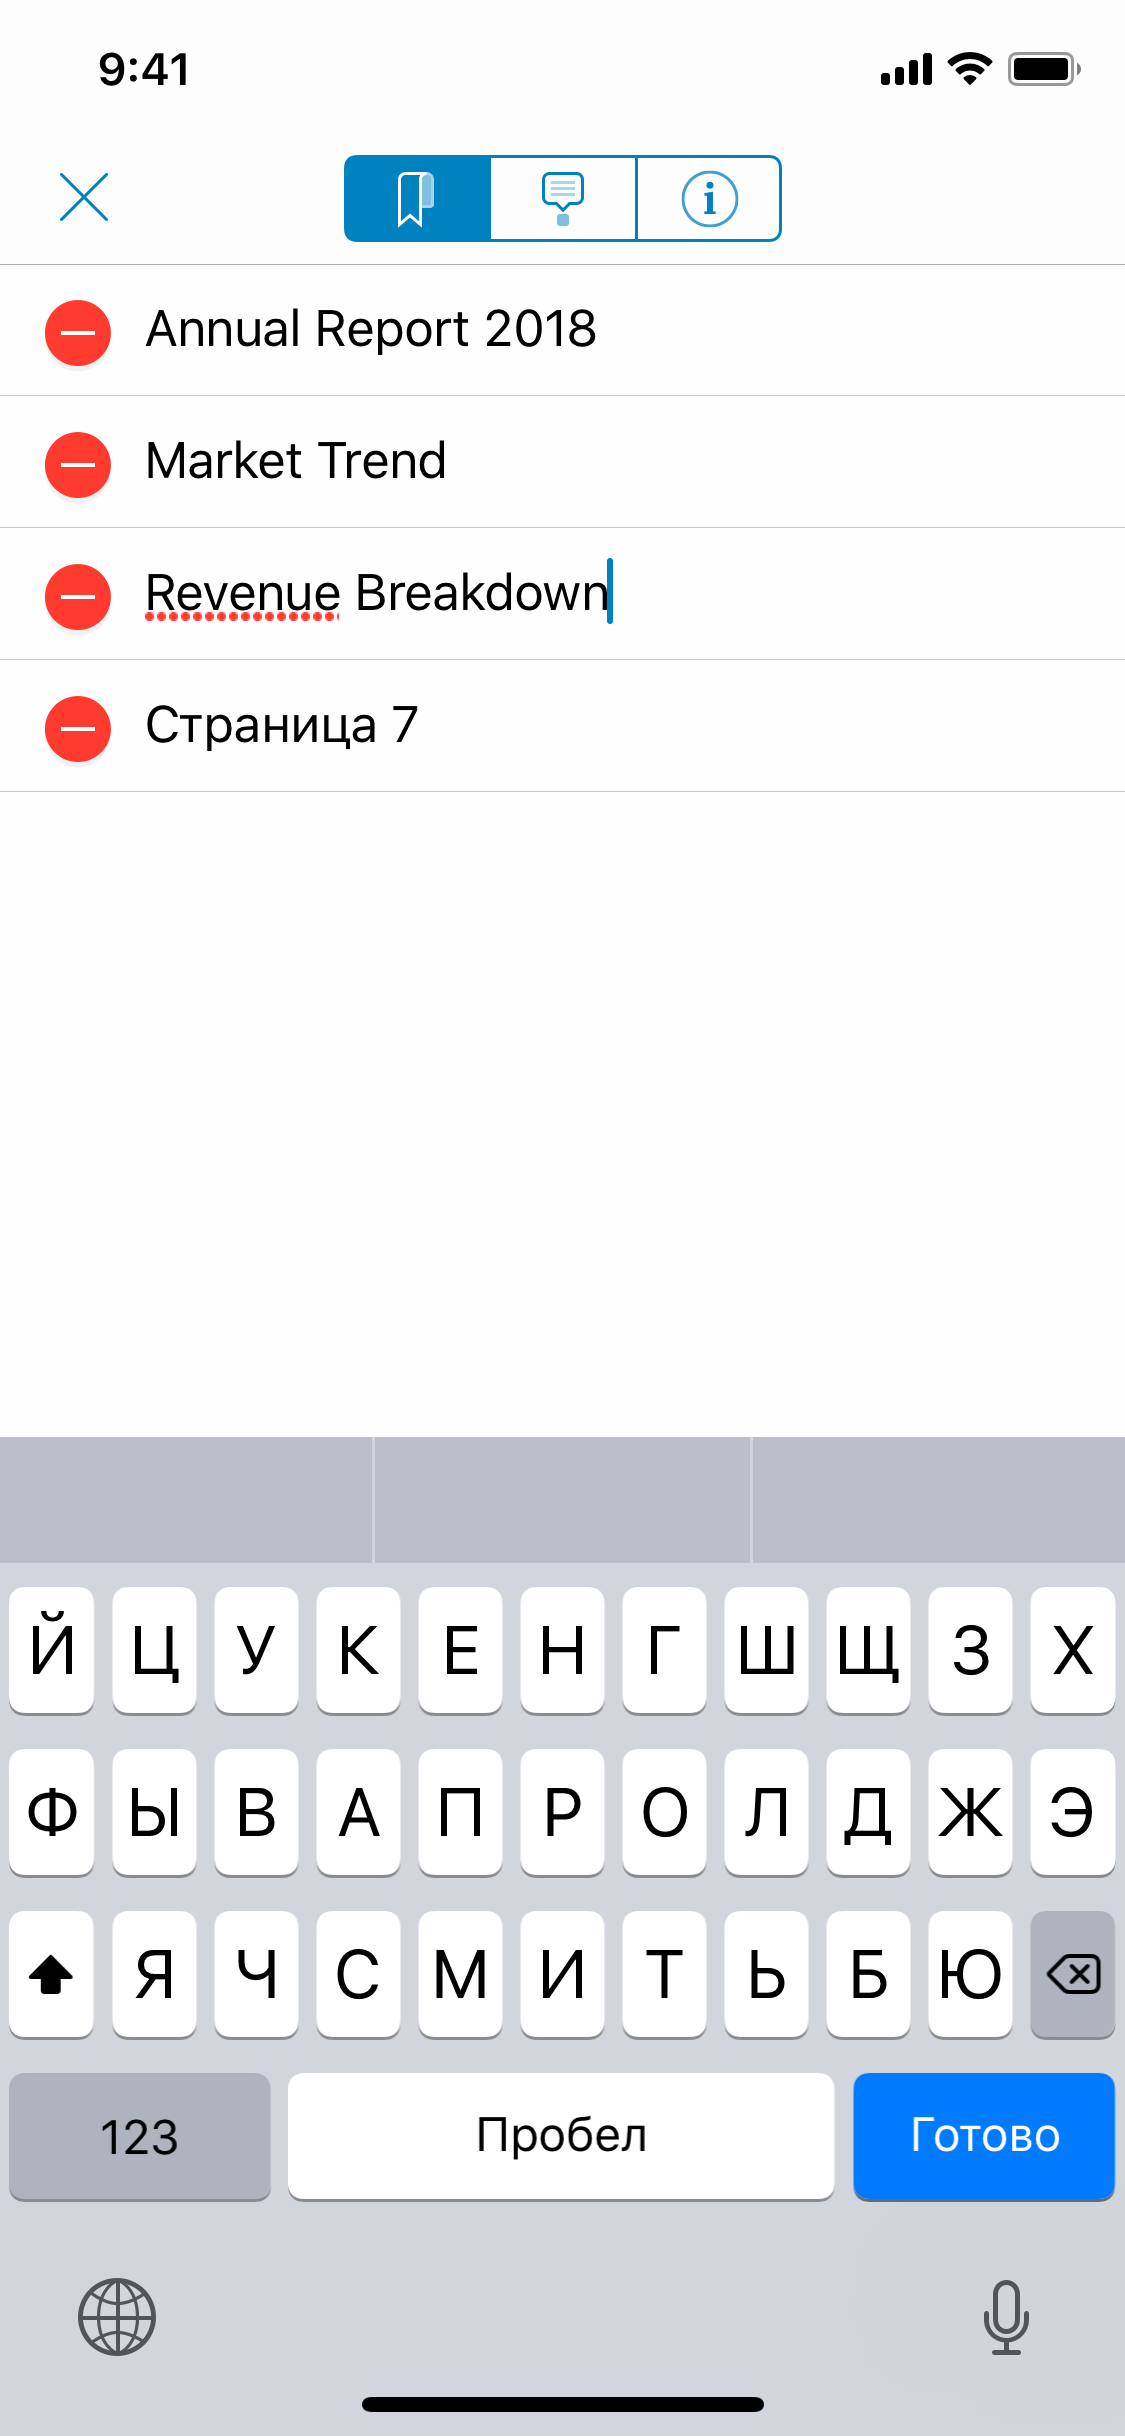 9:41
Annual Report 2018
Market Trend
Revenue Breakdown
Страница 7
Й Ц У К Е Н Г Ш Щ З Х
Ф Ы В А П Р О Л Д Ж Э
Я Ч С М И Т Ь Б Ю
123 Пробел Готово